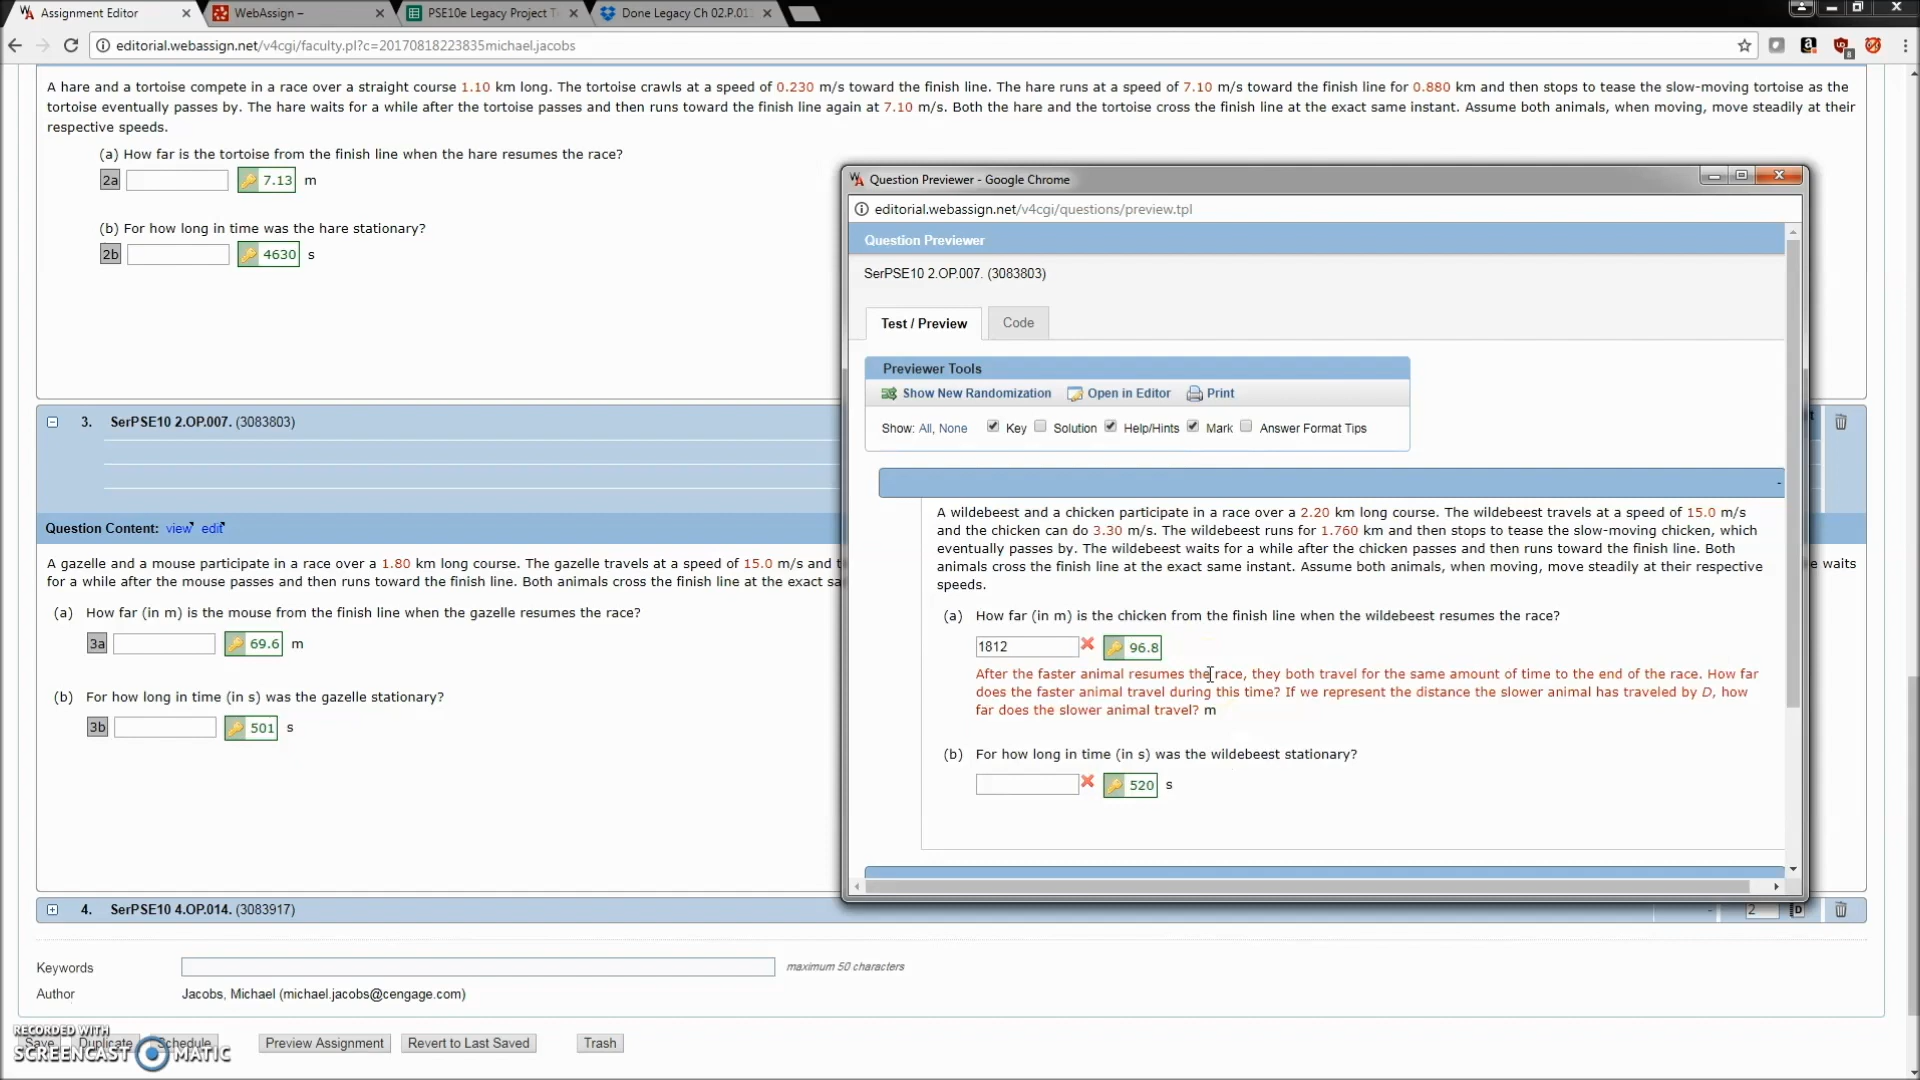 Assignment Editor
WebAssign –
PSE10e Legacy Project T
Done Legacy Ch 02.P.01
editorial.webassign.net/v4cgi/faculty.pl?c=20170818223835michael.jacobs
A hare and a tortoise compete in a race over a straight course 1.10 km long. The tortoise crawls at a speed of 0.230 m/s toward the finish line. The hare runs at a speed of 7.10 m/s toward the finish line for 0.880 km and then stops to tease the slow-moving tortoise as the
tortoise eventually passes by. The hare waits for a while after the tortoise passes and then runs toward the finish line again at 7.10 m/s. Both the hare and the tortoise cross the finish line at the exact same instant. Assume both animals, when moving, move steadily at their
respective speeds.
(a) How far is the tortoise from the finish line when the hare resumes the race?
2a 7.13 m
(b) For how long in time was the hare stationary?
2b 4630 s
3. SerPSE10 2.OP.007. (3083803)
Question Content: view edit
A gazelle and a mouse participate in a race over a 1.80 km long course. The gazelle travels at a speed of 15.0 m/s and t
for a while after the mouse passes and then runs toward the finish line. Both animals cross the finish line at the exact sa
e waits
(a) How far (in m) is the mouse from the finish line when the gazelle resumes the race?
3a 69.6 m
(b) For how long in time (in s) was the gazelle stationary?
3b 501 s
4. SerPSE10 4.OP.014. (3083917)
- 2 D
Keywords maximum 50 characters
Author Jacobs, Michael (michael.jacobs@cengage.com)
Save Duplicate Schedule Preview Assignment Revert to Last Saved Trash
RECORDED WITH
SCREENCAST MATIC
Question Previewer - Google Chrome
editorial.webassign.net/v4cgi/questions/preview.tpl
Question Previewer
SerPSE10 2.OP.007. (3083803)
Test / Preview Code
Previewer Tools
Show New Randomization Open in Editor Print
Show: All, None Key Solution Help/Hints Mark Answer Format Tips
-
A wildebeest and a chicken participate in a race over a 2.20 km long course. The wildebeest travels at a speed of 15.0 m/s
and the chicken can do 3.30 m/s. The wildebeest runs for 1.760 km and then stops to tease the slow-moving chicken, which
eventually passes by. The wildebeest waits for a while after the chicken passes and then runs toward the finish line. Both
animals cross the finish line at the exact same instant. Assume both animals, when moving, move steadily at their respective
speeds.
(a) How far (in m) is the chicken from the finish line when the wildebeest resumes the race?
1812 96.8
After the faster animal resumes the race, they both travel for the same amount of time to the end of the race. How far
does the faster animal travel during this time? If we represent the distance the slower animal has traveled by D, how
far does the slower animal travel? m
(b) For how long in time (in s) was the wildebeest stationary?
520 s